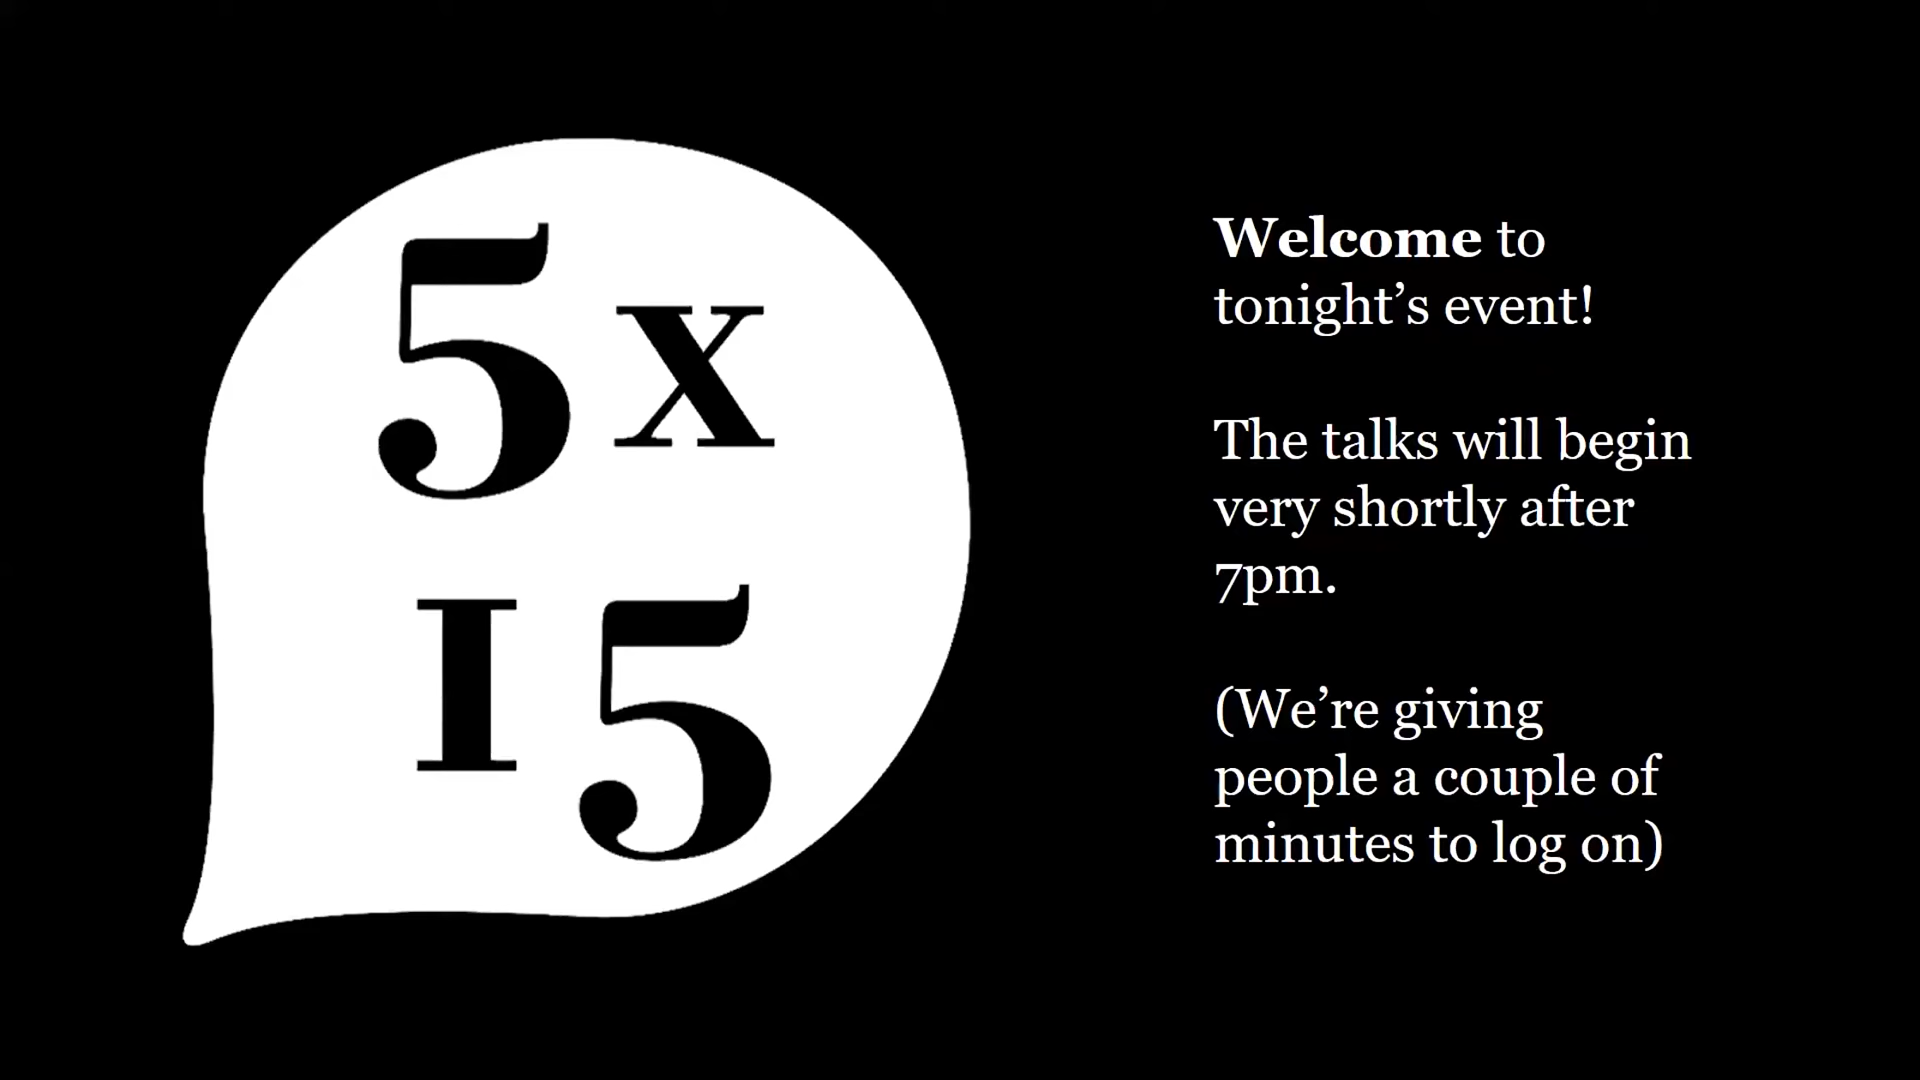 5x
15
Welcome to
tonight’s event!
The talks will begin
very shortly after
7pm.
(We’re giving
people a couple of
minutes to log on)